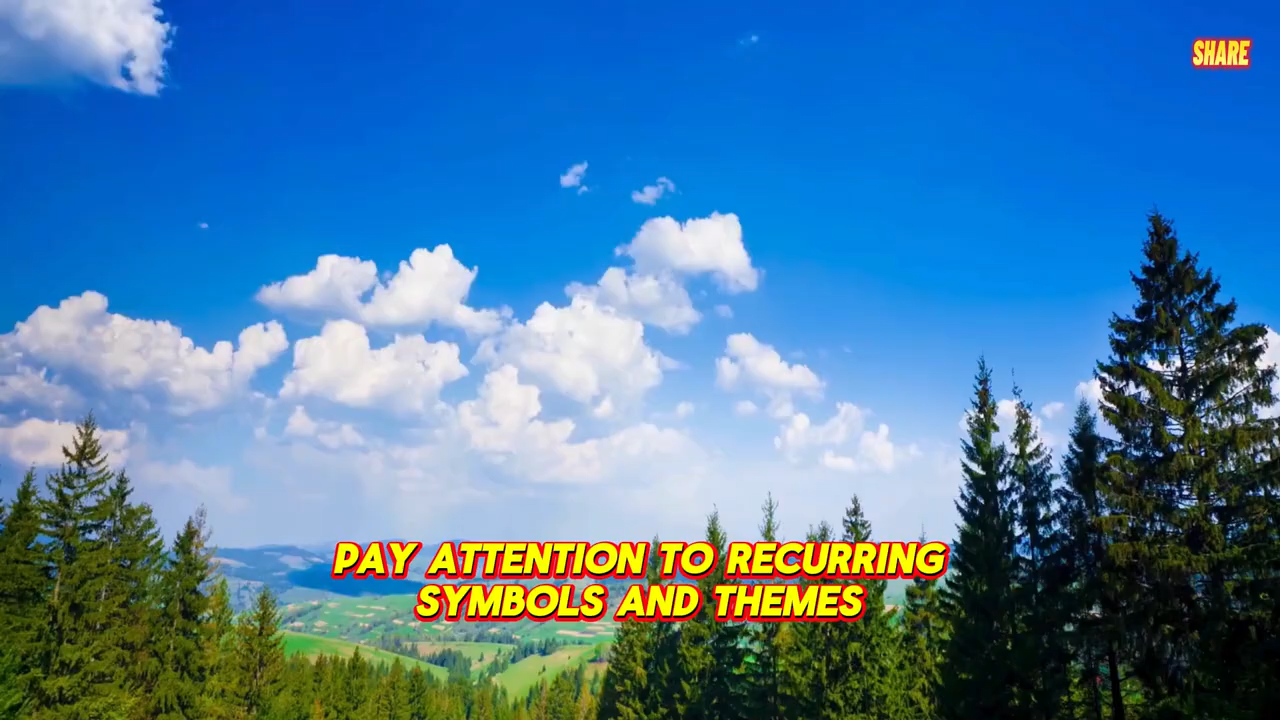 SHARE
PAY ATTENTION TO RECURRING
SYMBOLS AND THEMES